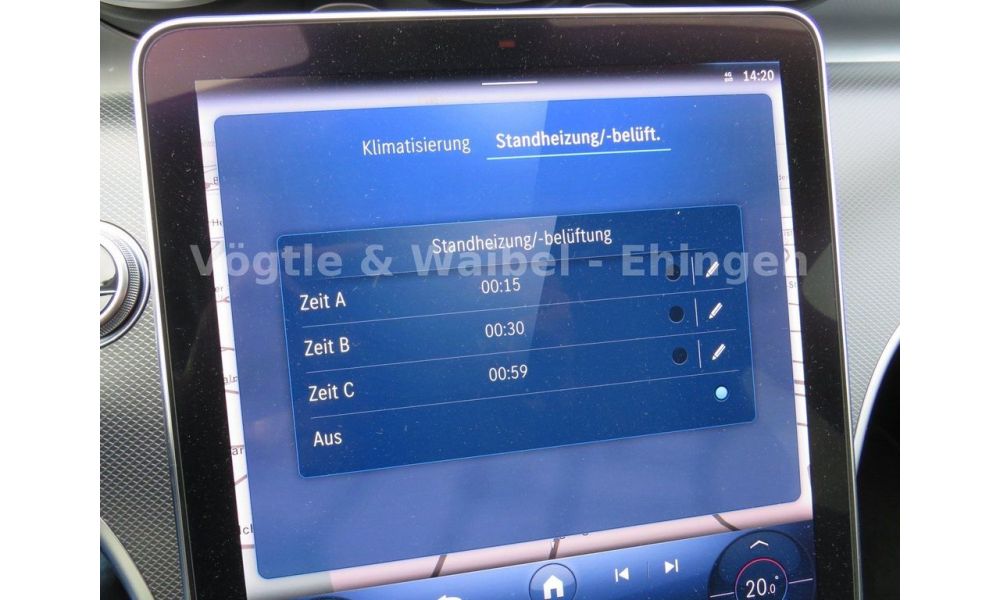 4G
14:20
Klimatisierung Standheizung/-belüft.
Standheizung/-belüftung
Vögtle & Waibel - Ehingen
Zeit A 00:15
Zeit B 00:30
Zeit C 00:59
Aus
20.0°